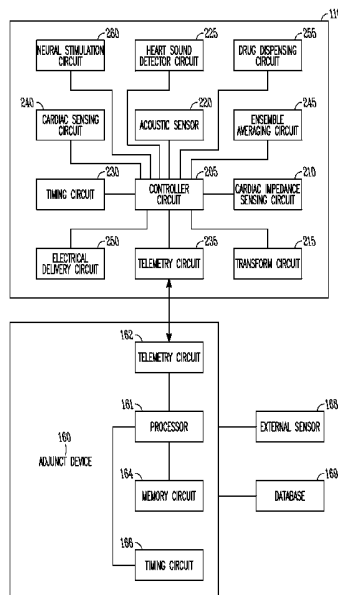 110
260
NEURAL STIMULATION
CIRCUIT
225
HEART SOUND
DETECTOR CIRCUIT
255
DRUG DISPENSING
CIRCUIT
240
CARDIAC SENSING
CIRCUIT
220
ACOUSTIC SENSOR
245
ENSEMBLE
AVERAGING CIRCUIT
230
TIMING CIRCUIT
205
CONTROLLER
CIRCUIT
210
CARDIAC IMPEDANCE
SENSING CIRCUIT
250
ELECTRICAL
DELIVERY CIRCUIT
235
TELEMETRY CIRCUIT
215
TRANSFORM CIRCUIT
162
TELEMETRY CIRCUIT
161
PROCESSOR
168
EXTERNAL SENSOR
160
ADJUNCT DEVICE
164
MEMORY CIRCUIT
169
DATABASE
166
TIMING CIRCUIT